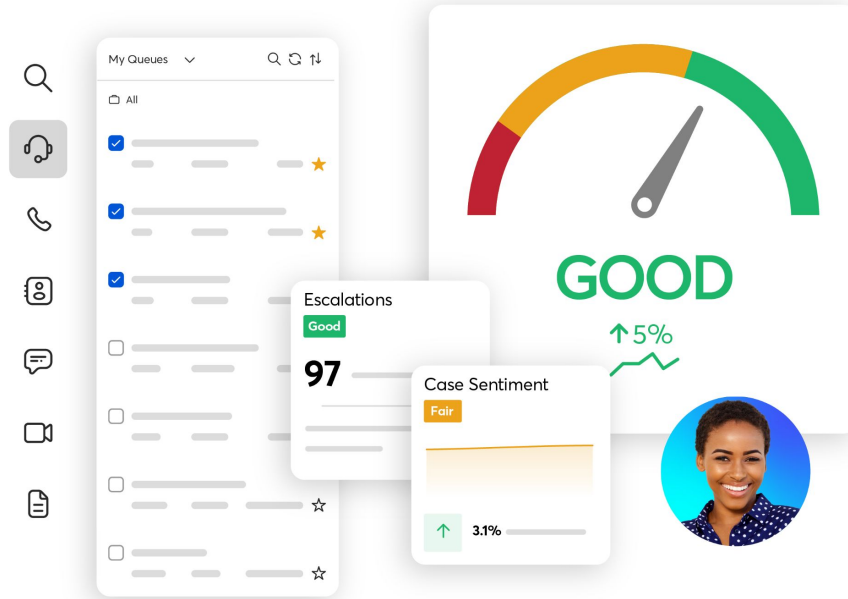 My Queues
All
Escalations
Good
97
Case Sentiment
Fair
3.1%
GOOD
5%